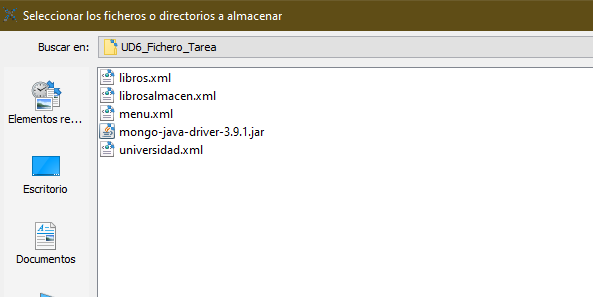 Seleccionar los ficheros o directorios a almacenar
Buscar en: UD6_Fichero_Tarea
Elementos re...
Escritorio
Documentos
libros.xml
librosalmacen.xml
menu.xml
mongo-java-driver-3.9.1.jar
universidad.xml